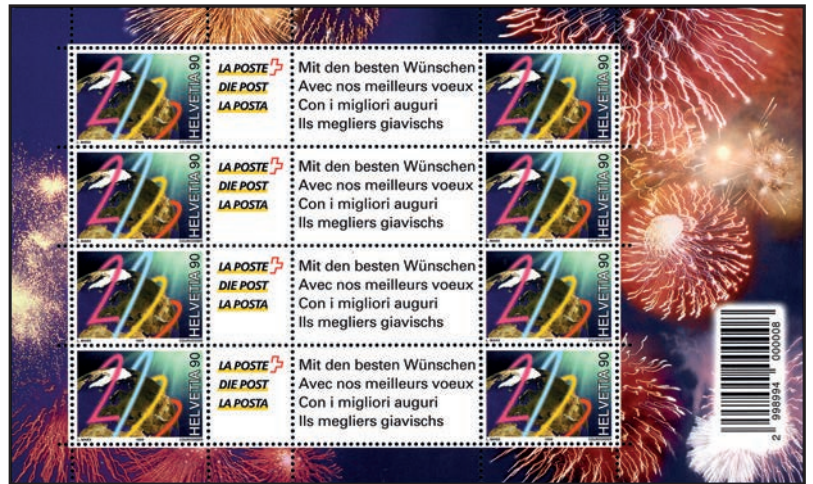 HELVETIA 90
LA POSTE
DIE POST
LA POSTA
Mit den besten Wünschen
Avec nos meilleurs voeux
Con i migliori auguri
Ils megliers giavischs
HELVETIA 90
HELVETIA 90
LA POSTE
DIE POST
LA POSTA
Mit den besten Wünschen
Avec nos meilleurs voeux
Con i migliori auguri
Ils megliers giavischs
HELVETIA 90
HELVETIA 90
LA POSTE
DIE POST
LA POSTA
Mit den besten Wünschen
Avec nos meilleurs voeux
Con i migliori auguri
Ils megliers giavischs
HELVETIA 90
HELVETIA 90
LA POSTE
DIE POST
LA POSTA
Mit den besten Wünschen
Avec nos meilleurs voeux
Con i migliori auguri
Ils megliers giavischs
HELVETIA 90
2 998994 000008